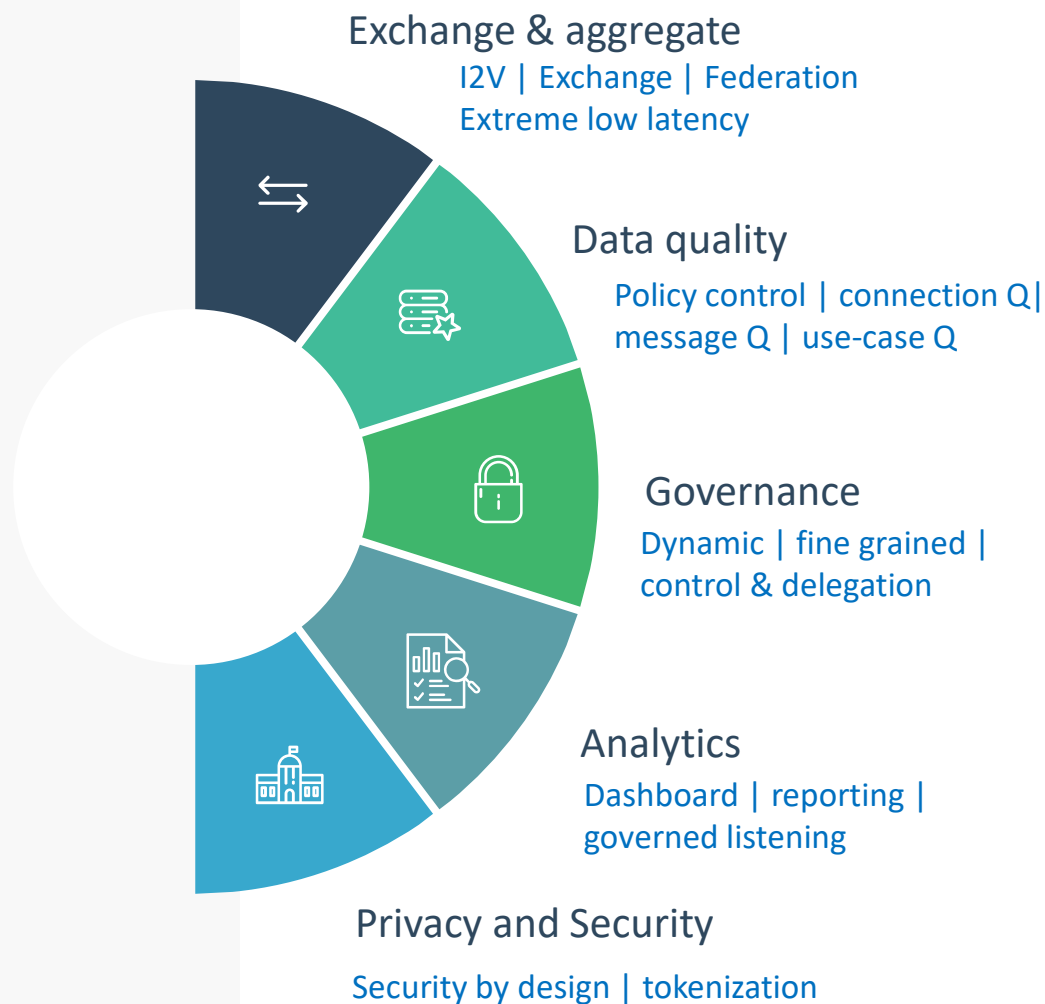 Exchange & aggregate
I2V | Exchange | Federation
Extreme low latency
Data quality
Policy control | connection Q|
message Q | use-case Q
Governance
Dynamic | fine grained |
control & delegation
Analytics
Dashboard | reporting |
governed listening
Privacy and Security
Security by design | tokenization